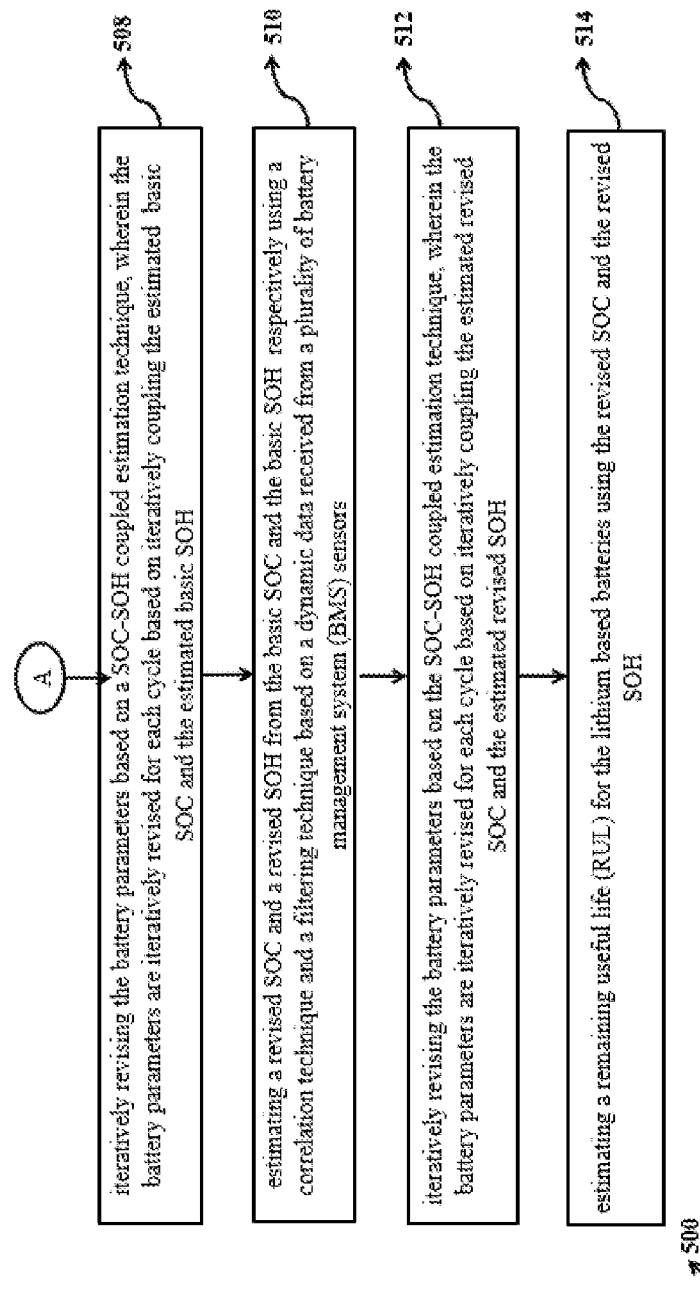 A
iteratively revising the battery parameters based on a SOC-SOH coupled estimation technique, wherein the
battery parameters are iteratively revised for each cycle based on iteratively coupling the estimated basic
SOC and the estimated basic SOH
508
estimating a revised SOC and a revised SOH from the basic SOC and the basic SOH respectively using a
correlation technique and a filtering technique based on a dynamic data received from a plurality of battery
management system (BMS) sensors
510
iteratively revising the battery parameters based on the SOC-SOH coupled estimation technique, wherein the
battery parameters are iteratively revised for each cycle based on iteratively coupling the estimated revised
SOC and the estimated revised SOH
512
estimating a remaining useful life (RUL) for the lithium based batteries using the revised SOC and the revised
SOH
514
500